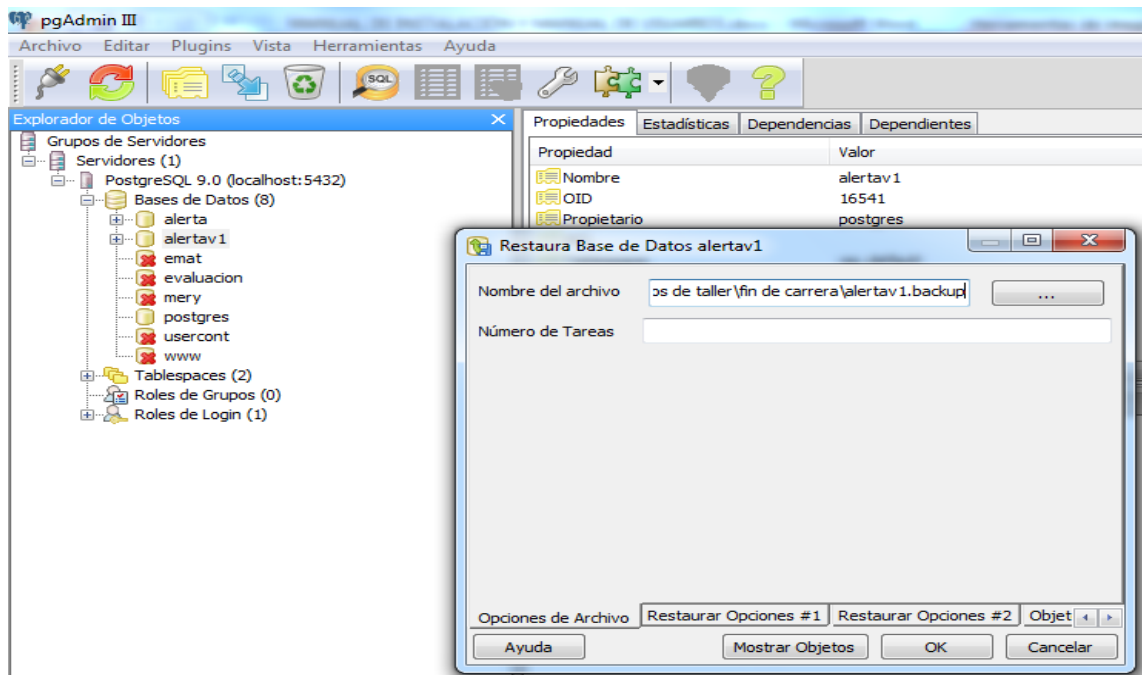 pgAdmin III
Archivo Editar Plugins Vista Herramientas Ayuda
SQL
Explorador de Objetos
Grupos de Servidores
Servidores (1)
PostgreSQL 9.0 (localhost:5432)
Bases de Datos (8)
alerta
alertav1
emat
evaluacion
mery
postgres
usercont
www
Tablespaces (2)
Roles de Grupos (0)
Roles de Login (1)
Propiedades Estadísticas Dependencias Dependientes
Propiedad Valor
Nombre alertav1
OID 16541
Propietario postgres
Restaura Base de Datos alertav1
Nombre del archivo os de taller\fin de carrera\alertav1.backup ...
Número de Tareas
Opciones de Archivo Restaurar Opciones #1 Restaurar Opciones #2 Objet
Ayuda Mostrar Objetos OK Cancelar